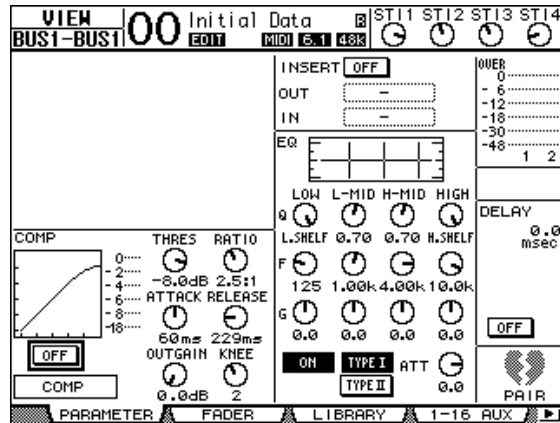 VIEW
BUS1-BUS1
00 Initial Data R
EDIT MIDI 6.1 48k
STI1 STI2 STI3 STI4
INSERT OFF
OUT -
IN -
OVER
0
- 6
-12
-18
-30
-48
1 2
EQ
LOW L-MID H-MID HIGH
Q
L.SHELF 0.70 0.70 H.SHELF
F
125 1.00k 4.00k 10.0k
G
0.0 0.0 0.0 0.0
ON TYPE I ATT
TYPE II 0.0
DELAY
0.0
msec
OFF
PAIR
COMP
THRES RATIO
-8.0dB 2.5:1
ATTACK RELEASE
60ms 229ms
OUTGAIN KNEE
0.0dB 2
0
- 2
- 4
- 6
- 8
-18
OFF
COMP
PARAMETER FADER LIBRARY 1-16 AUX